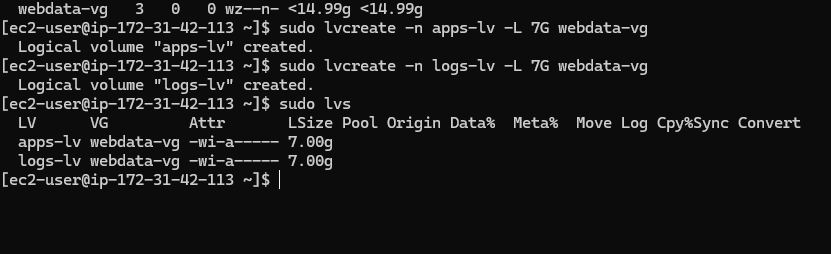 webdata-vg   3   0   0 wz--n- <14.99g <14.99g
[ec2-user@ip-172-31-42-113 ~]$ sudo lvcreate -n apps-lv -L 7G webdata-vg
  Logical volume "apps-lv" created.
[ec2-user@ip-172-31-42-113 ~]$ sudo lvcreate -n logs-lv -L 7G webdata-vg
  Logical volume "logs-lv" created.
[ec2-user@ip-172-31-42-113 ~]$ sudo lvs
  LV      VG         Attr       LSize Pool Origin Data%  Meta%  Move Log Cpy%Sync Convert
  apps-lv webdata-vg -wi-a----- 7.00g
  logs-lv webdata-vg -wi-a----- 7.00g
[ec2-user@ip-172-31-42-113 ~]$